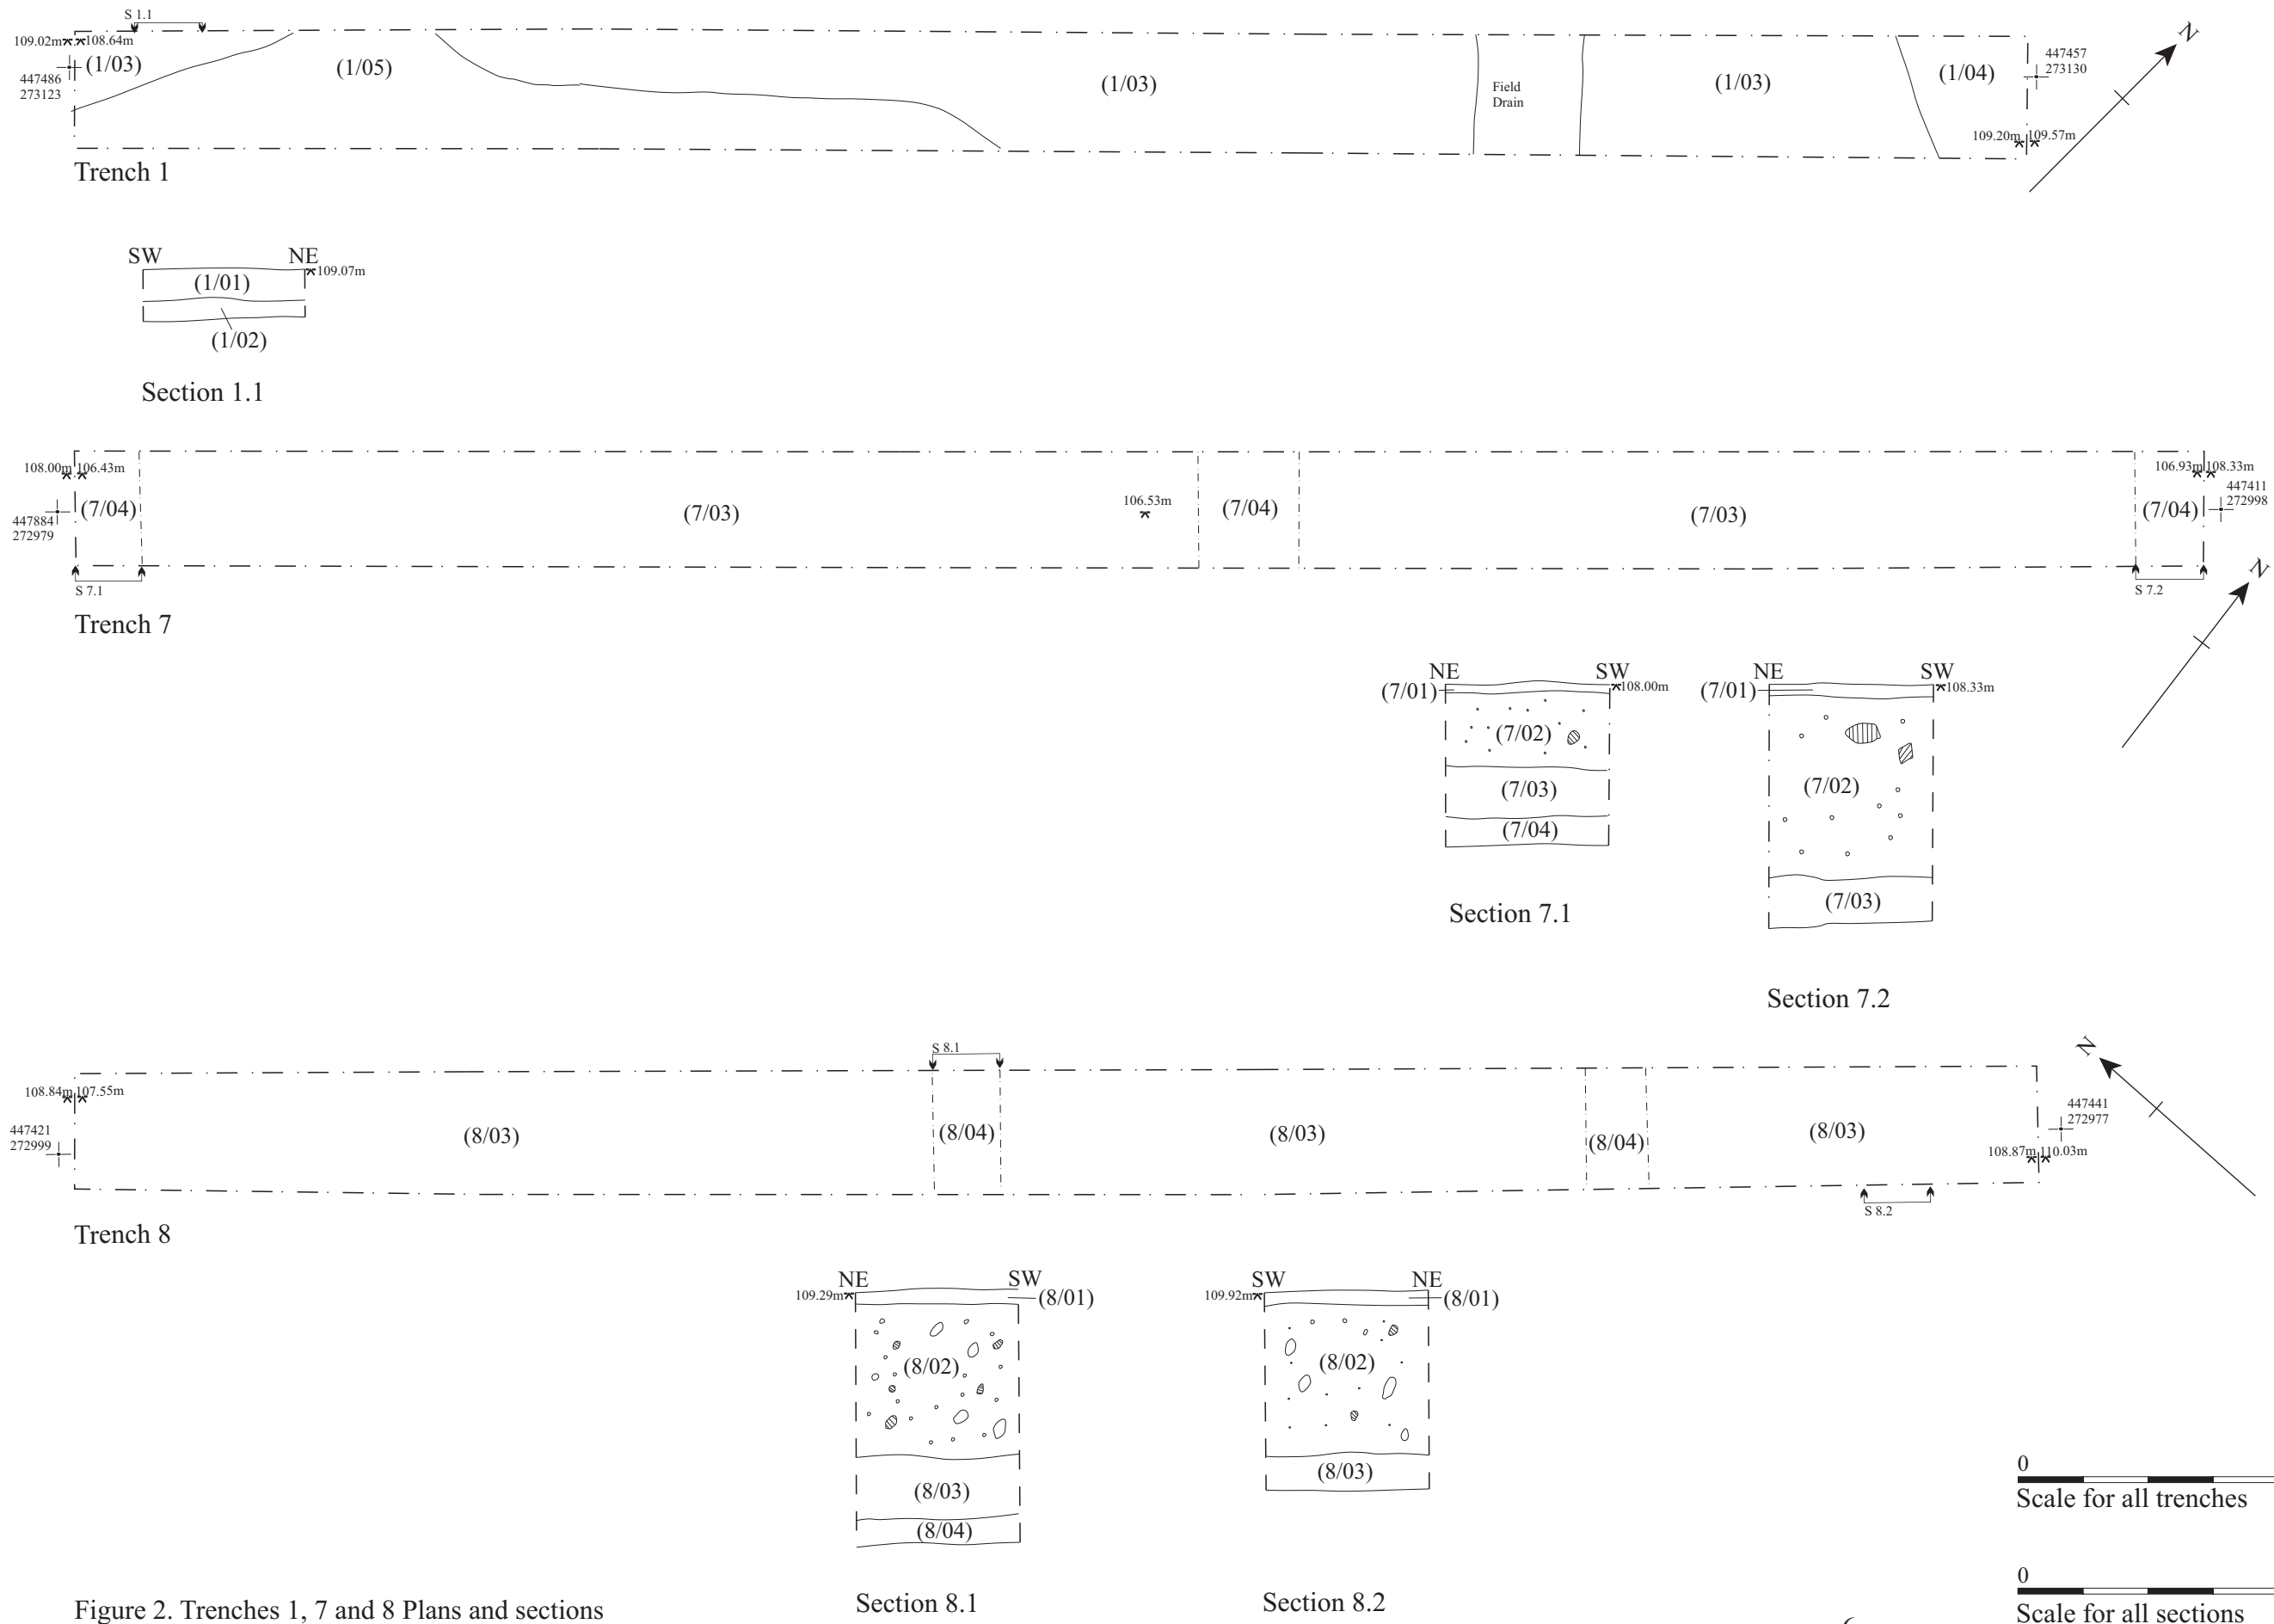 S 1.1
109.02m 108.64m
(1/03)
(1/05)
(1/03)
(1/03)
(1/04)
447486
273123
Field
Drain
447457
273130
109.20m 109.57m
N
Trench 1
SW NE
109.07m
(1/01)
(1/02)
Section 1.1
108.00m 106.43m
(7/04)
447884
272979
(7/03)
106.53m
(7/04)
(7/03)
106.93m 108.33m
(7/04)
447411
272998
S 7.1
S 7.2
N
Trench 7
NE SW
(7/01)
108.00m
(7/02)
(7/03)
(7/04)
Section 7.1
NE SW
(7/01)
108.33m
(7/02)
(7/03)
Section 7.2
S 8.1
108.84m 107.55m
447421
272999
(8/03)
(8/04)
(8/03)
(8/04)
(8/03)
447441
272977
108.87m 110.03m
S 8.2
N
Trench 8
NE SW
109.29m
(8/01)
(8/02)
(8/03)
(8/04)
Section 8.1
SW NE
109.92m
(8/01)
(8/02)
(8/03)
Section 8.2
0
Scale for all trenches
0
Scale for all sections
Figure 2. Trenches 1, 7 and 8 Plans and sections